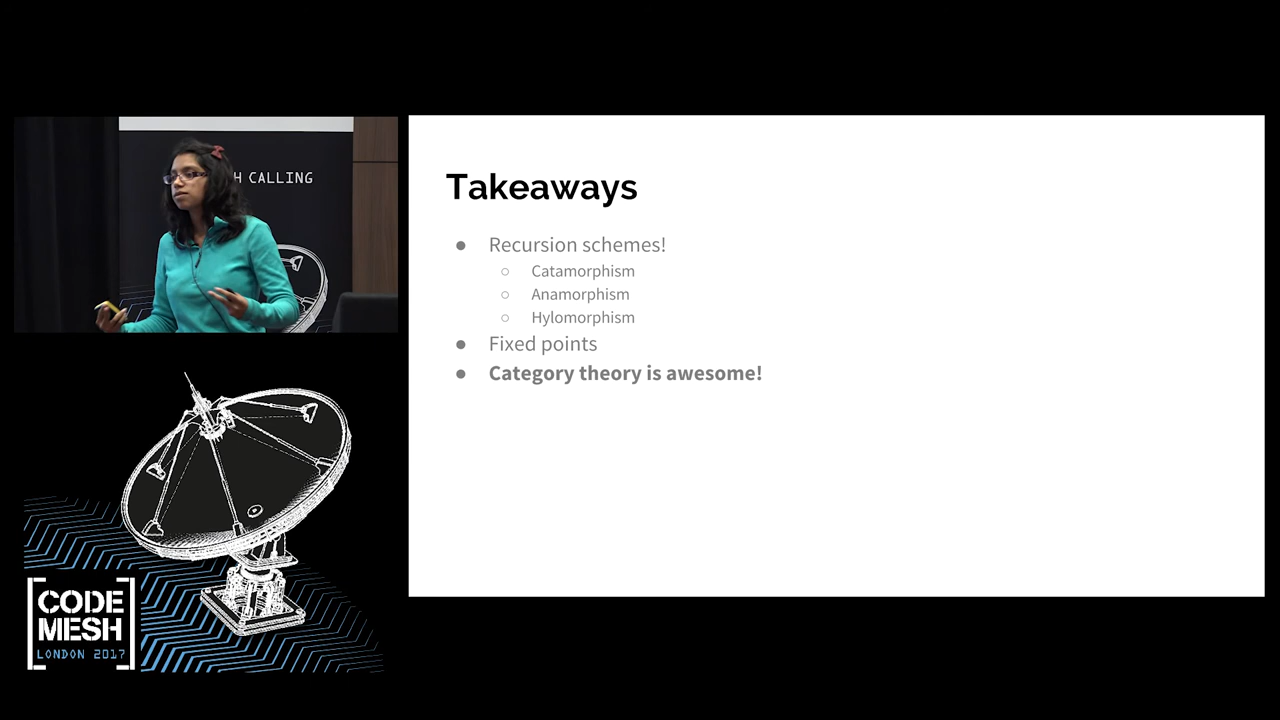 H CALLING
Takeaways
● Recursion schemes!
○ Catamorphism
○ Anamorphism
○ Hylomorphism
● Fixed points
● Category theory is awesome!
[CODE
MESH]
LONDON 2017